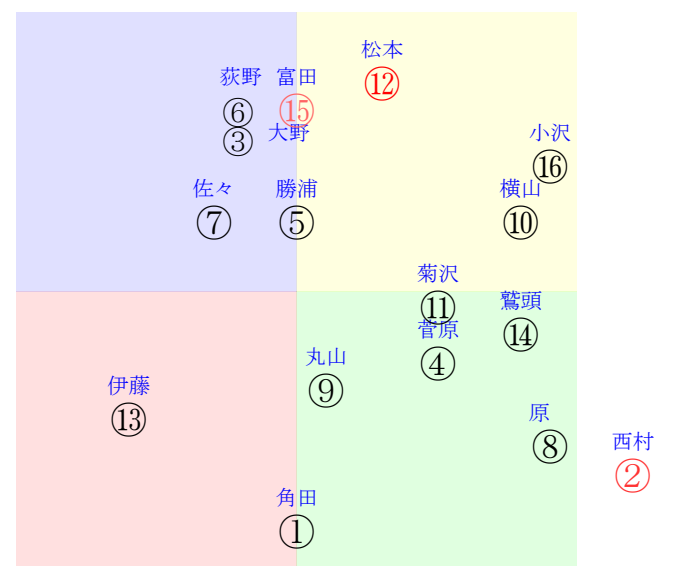 松本
⑫
荻野 富田
⑥ ⑮
③ 大野
小沢
⑯
佐々 勝浦 横山
⑦ ⑤ ⑩
菊沢
⑪
鷲頭
⑭
菅原
④
丸山
⑨
伊藤
⑬
原
⑧
西村
②
角田
①